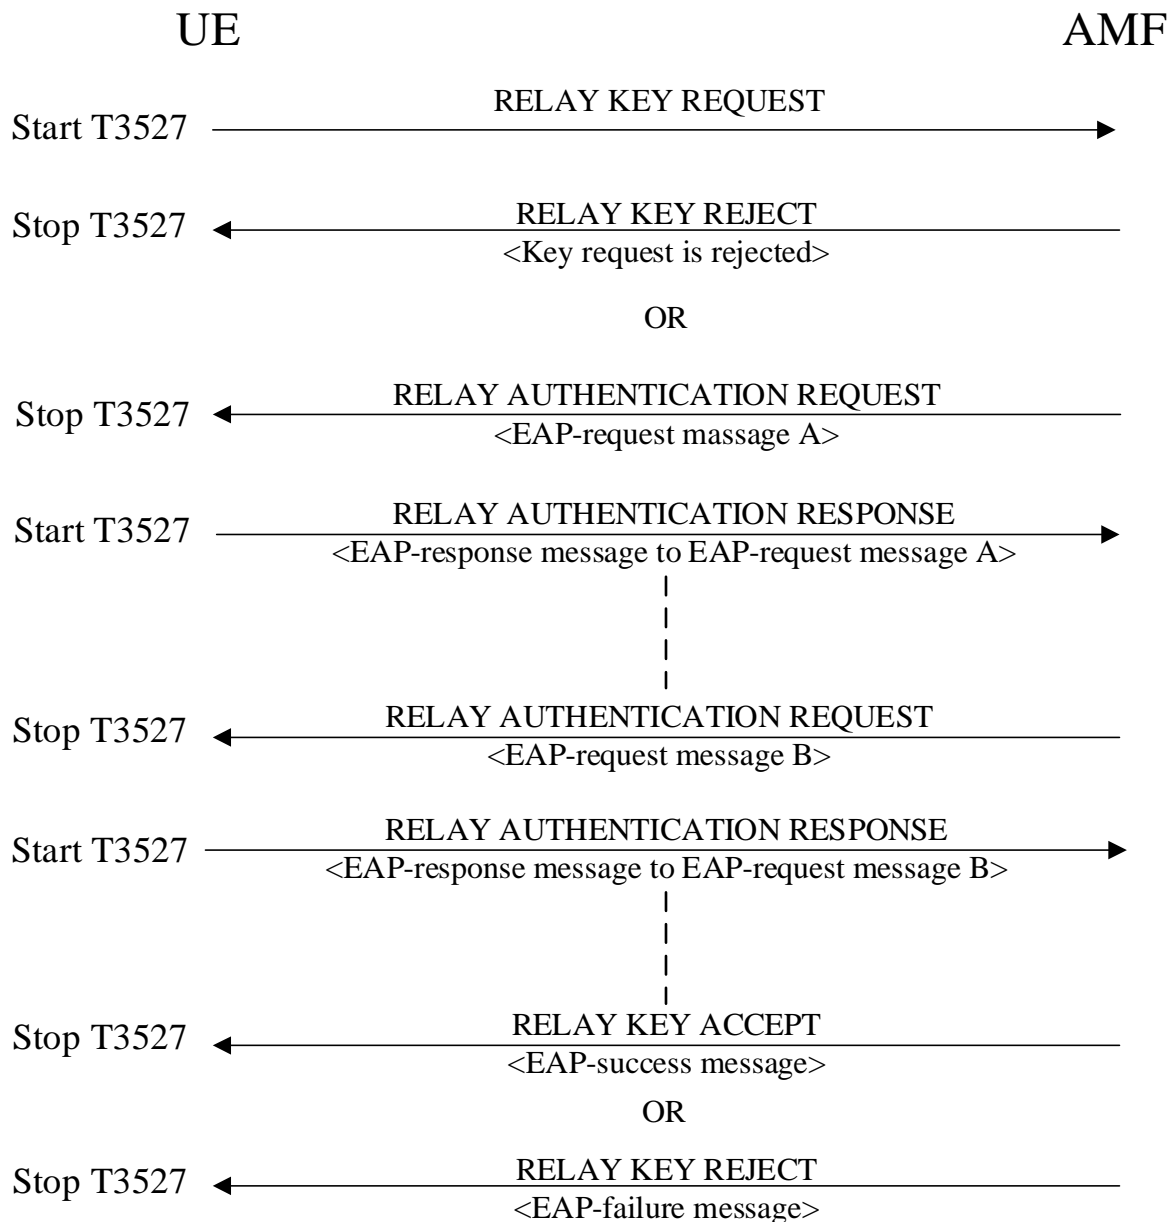 UE AMF
RELAY KEY REQUEST
Start T3527
RELAY KEY REJECT
Stop T3527
<Key request is rejected>
OR
RELAY AUTHENTICATION REQUEST
Stop T3527
<EAP-request massage A>
RELAY AUTHENTICATION RESPONSE
Start T3527
<EAP-response message to EAP-request message A>
RELAY AUTHENTICATION REQUEST
Stop T3527
<EAP-request message B>
RELAY AUTHENTICATION RESPONSE
Start T3527
<EAP-response message to EAP-request message B>
RELAY KEY ACCEPT
Stop T3527
<EAP-success message>
OR
RELAY KEY REJECT
Stop T3527
<EAP-failure message>